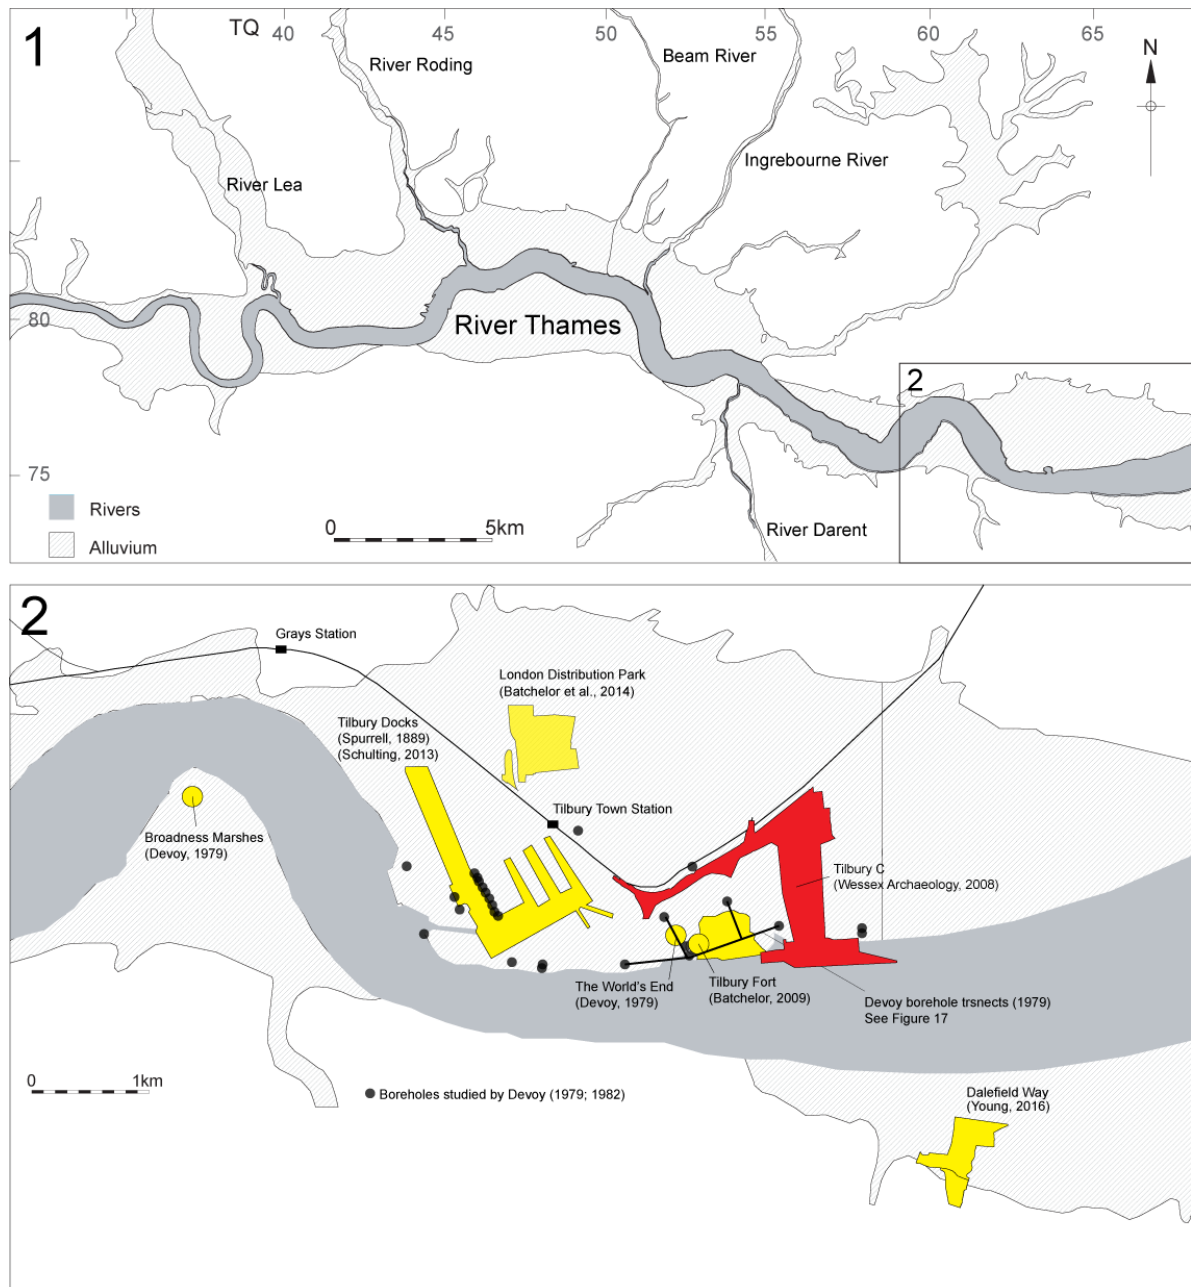 1
TQ
40
45
50
55
60
65
N
River Roding
Beam River
Ingrebourne River
River Lea
80
River Thames
2
75
Rivers
Alluvium
0
5km
River Darent
2
Grays Station
London Distribution Park
(Batchelor et al., 2014)
Tilbury Docks
(Spurrell, 1889)
(Schulting, 2013)
Tilbury Town Station
Broadness Marshes
(Devoy, 1979)
Tilbury C
(Wessex Archaeology, 2008)
The World's End
(Devoy, 1979)
Tilbury Fort
(Batchelor, 2009)
Devoy borehole trsnects (1979)
See Figure 17
0
1km
Boreholes studied by Devoy (1979; 1982)
Dalefield Way
(Young, 2016)